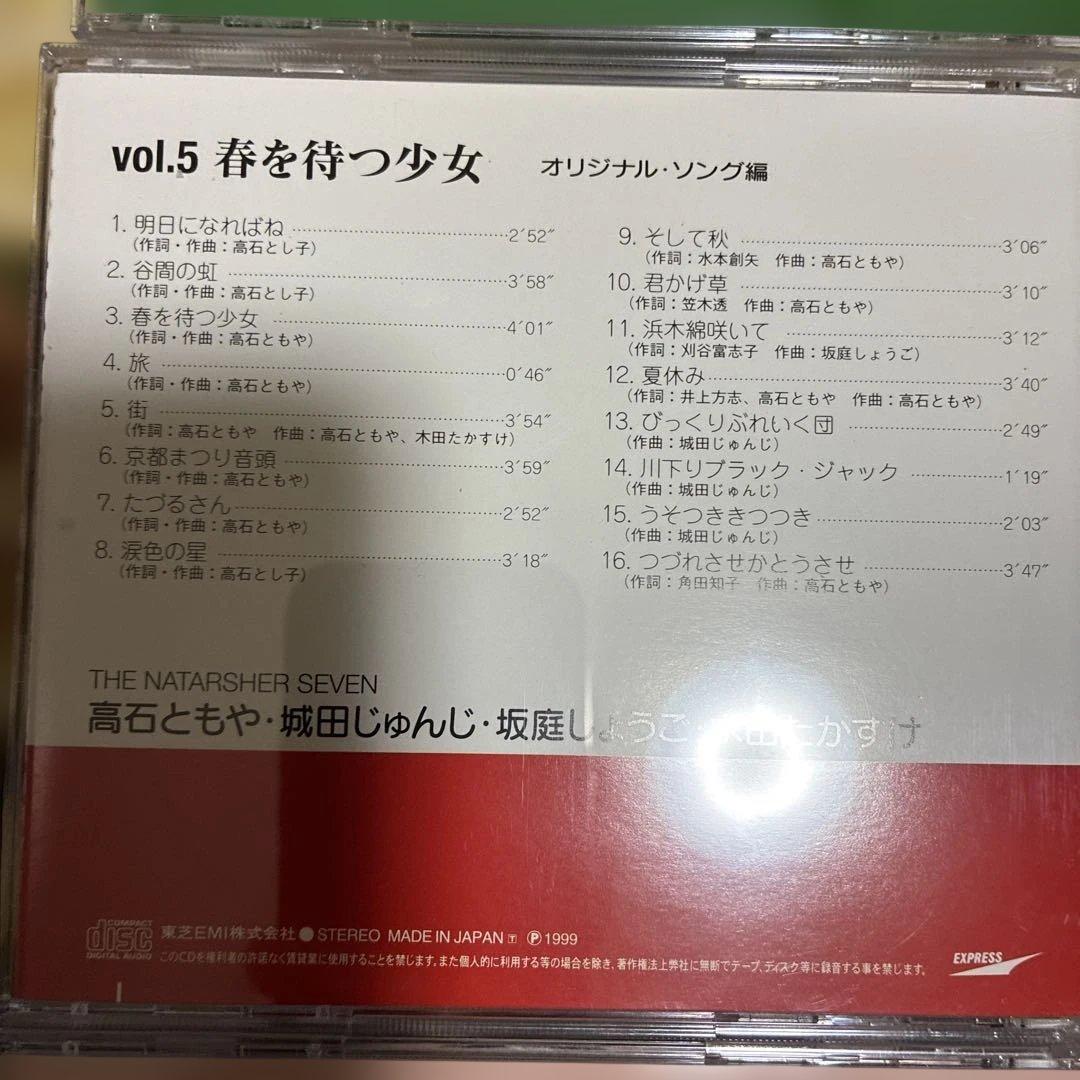 vol.5 春を待つ少女 オリジナル・ソング編
1. 明日になればね 2′52″
（作詞・作曲：高石とし子）
2. 谷間の虹 3′58″
（作詞・作曲：高石とし子）
3. 春を待つ少女 4′01″
（作詞・作曲：高石ともや）
4. 旅 0′46″
（作詞・作曲：高石ともや）
5. 街 3′54″
（作詞：高石ともや 作曲：高石ともや、木田たかすけ）
6. 京都まつり音頭 3′59″
（作詞・作曲：高石ともや）
7. たづるさん 2′52″
（作詞・作曲：高石ともや）
8. 涙色の星 3′18″
（作詞・作曲：高石とし子）
9. そして秋 3′06″
（作詞：水本創矢 作曲：高石ともや）
10. 君かげ草 3′10″
（作詞：笠木透 作曲：高石ともや）
11. 浜木綿咲いて 3′12″
（作詞：刈谷富志子 作曲：坂庭しょうご）
12. 夏休み 3′40″
（作詞：井上方志、高石ともや 作曲：高石ともや）
13. びっくりぶれいく団 2′49″
（作曲：城田じゅんじ）
14. 川下りブラック・ジャック 1′19″
（作曲：城田じゅんじ）
15. うそつききつつき 2′03″
（作曲：城田じゅんじ）
16. つづれさせかとうさせ 3′47″
（作詞：角田知子 作曲：高石ともや）
THE NATARSHER SEVEN
高石ともや・城田じゅんじ・坂庭しょうご・木田たかすけ
COMPACT disc DIGITAL AUDIO 東芝EMI株式会社●STEREO MADE IN JAPAN T Ⓟ1999
このCDを権利者の許諾なく賃貸業に使用することを禁じます。また個人的に利用する等の場合を除き、著作権法上弊社に無断でテープ、ディスク等に録音する事を禁じます。
EXPRESS